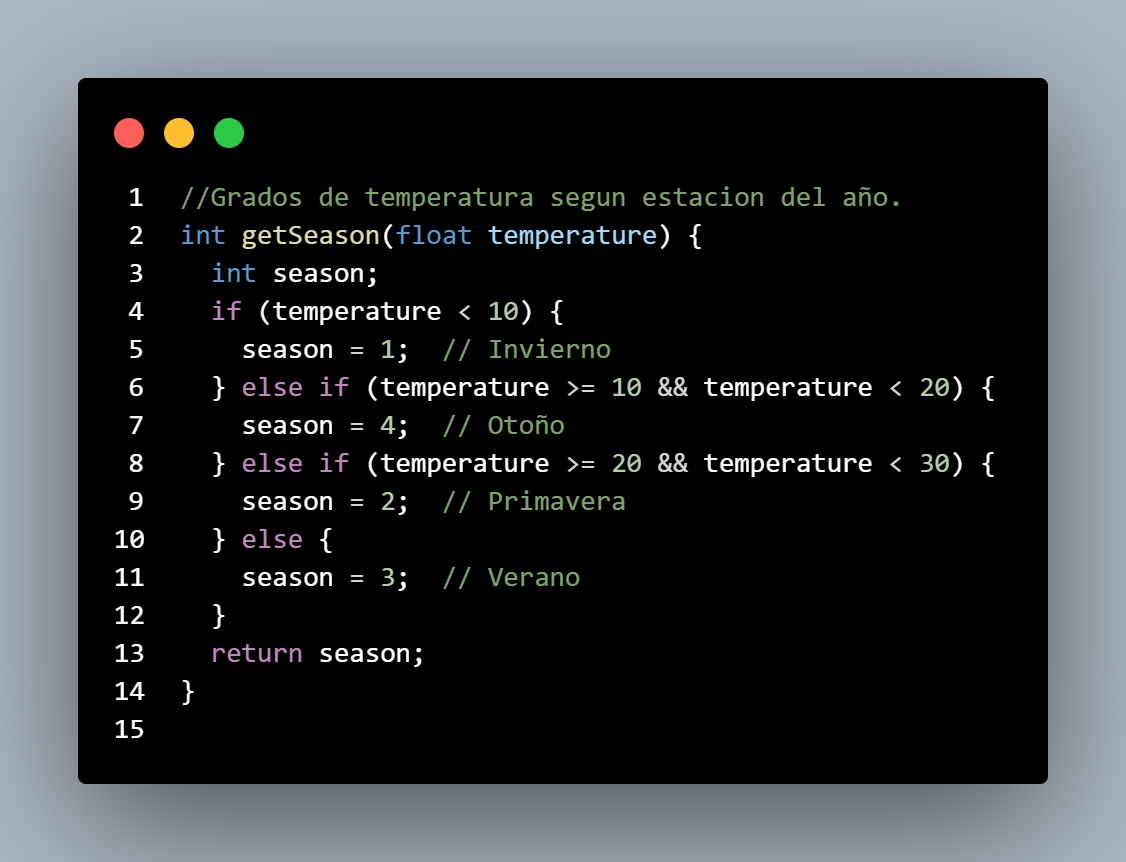 1 //Grados de temperatura segun estacion del año.
2 int getSeason(float temperature) {
3   int season;
4   if (temperature < 10) {
5     season = 1;  // Invierno
6   } else if (temperature >= 10 && temperature < 20) {
7     season = 4;  // Otoño
8   } else if (temperature >= 20 && temperature < 30) {
9     season = 2;  // Primavera
10   } else {
11     season = 3;  // Verano
12   }
13   return season;
14 }
15